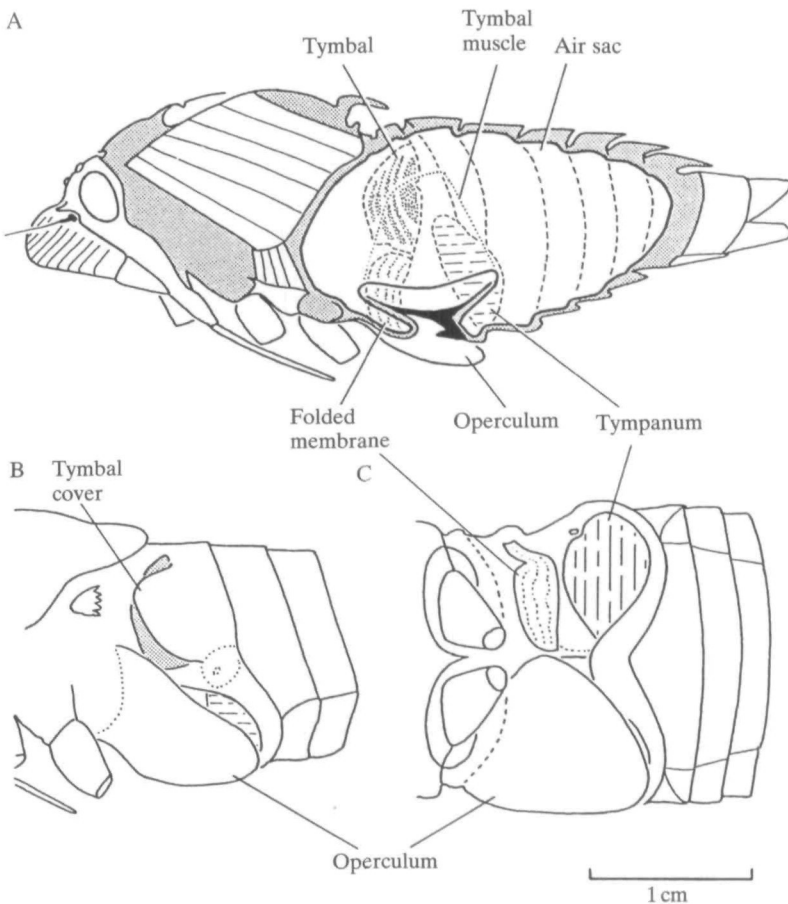 A
Tymbal
Tymbal
muscle
Air sac
Folded
membrane
Operculum
Tympanum
B
Tymbal
cover
C
Operculum
1 cm